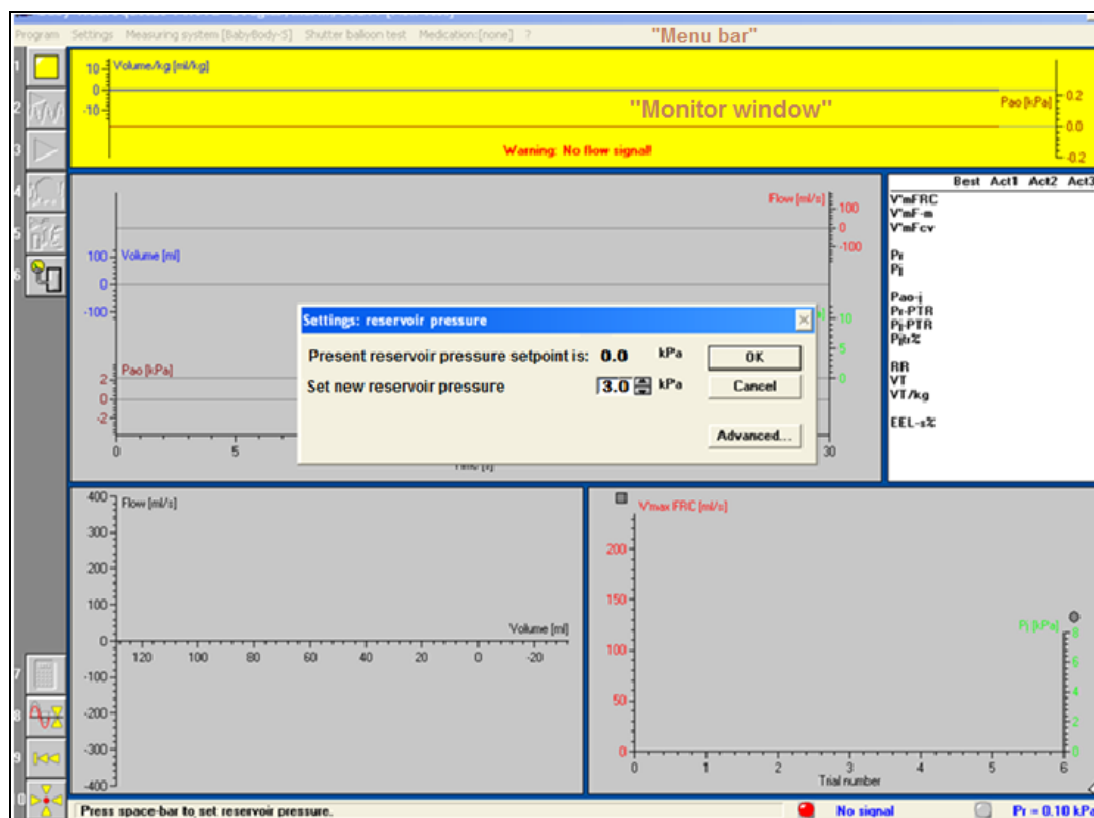 Program Settings Measuring system [BabyBody-S] Shutter balloon test Medication:[none] ?
"Menu bar"
1
2
3
4
5
6
7
8
9
0
Volume/kg [ml/kg]
10
0
-10
"Monitor window"
Pao [kPa]
0.2
0.0
-0.2
Warning: No flow signal!
Flow [ml/s]
100
0
-100
100
Volume [ml]
0
-100
10
5
0
Pao [kPa]
2
0
-2
0 5 30
Time [s]
Settings: reservoir pressure
Present reservoir pressure setpoint is: 0.0 kPa
OK
Set new reservoir pressure 3.0 kPa
Cancel
Advanced...
Best Act1 Act2 Act3
V'mFRC
V'mF-m
V'mFcv
Pr
Pj
Pao-j
Pr-PTR
Pj-PTR
RR
VT
VT/kg
EEL-s%
400
Flow [ml/s]
300
200
100
0
Volume [ml]
120 100 80 60 40 20 0 -20
-100
-200
-300
-400
V'max FRC [ml/s]
200
150
100
50
0
Pj [kPa]
8
6
4
2
0
0 1 2 3 4 5 6
Trial number
Press space-bar to set reservoir pressure.
No signal
Pr = 0.10 kPa